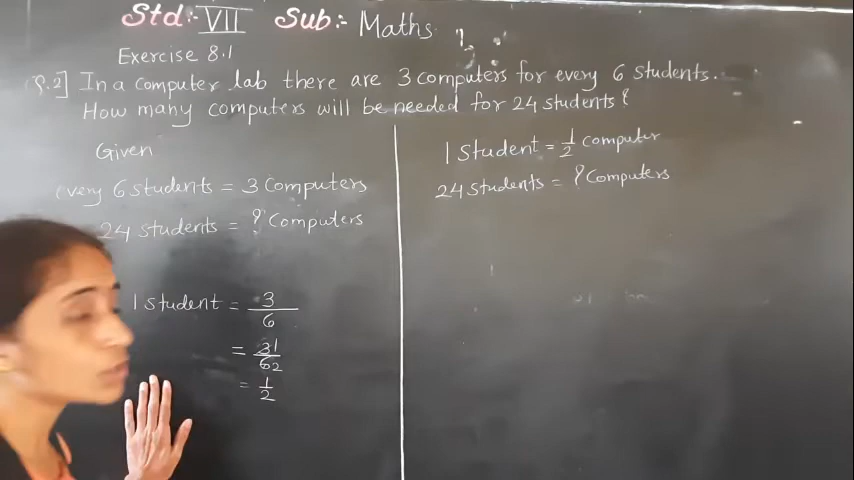 Std:- VII Sub:- Maths
Exercise 8.1
Q.2] In a computer lab there are 3 computers for every 6 students.
How many computers will be needed for 24 students?
Given
every 6 students = 3 Computers
24 students = ? Computers
1 student = 3/6
= 31/62
= 1/2
1 Student = 1/2 computer
24 students = ? Computers